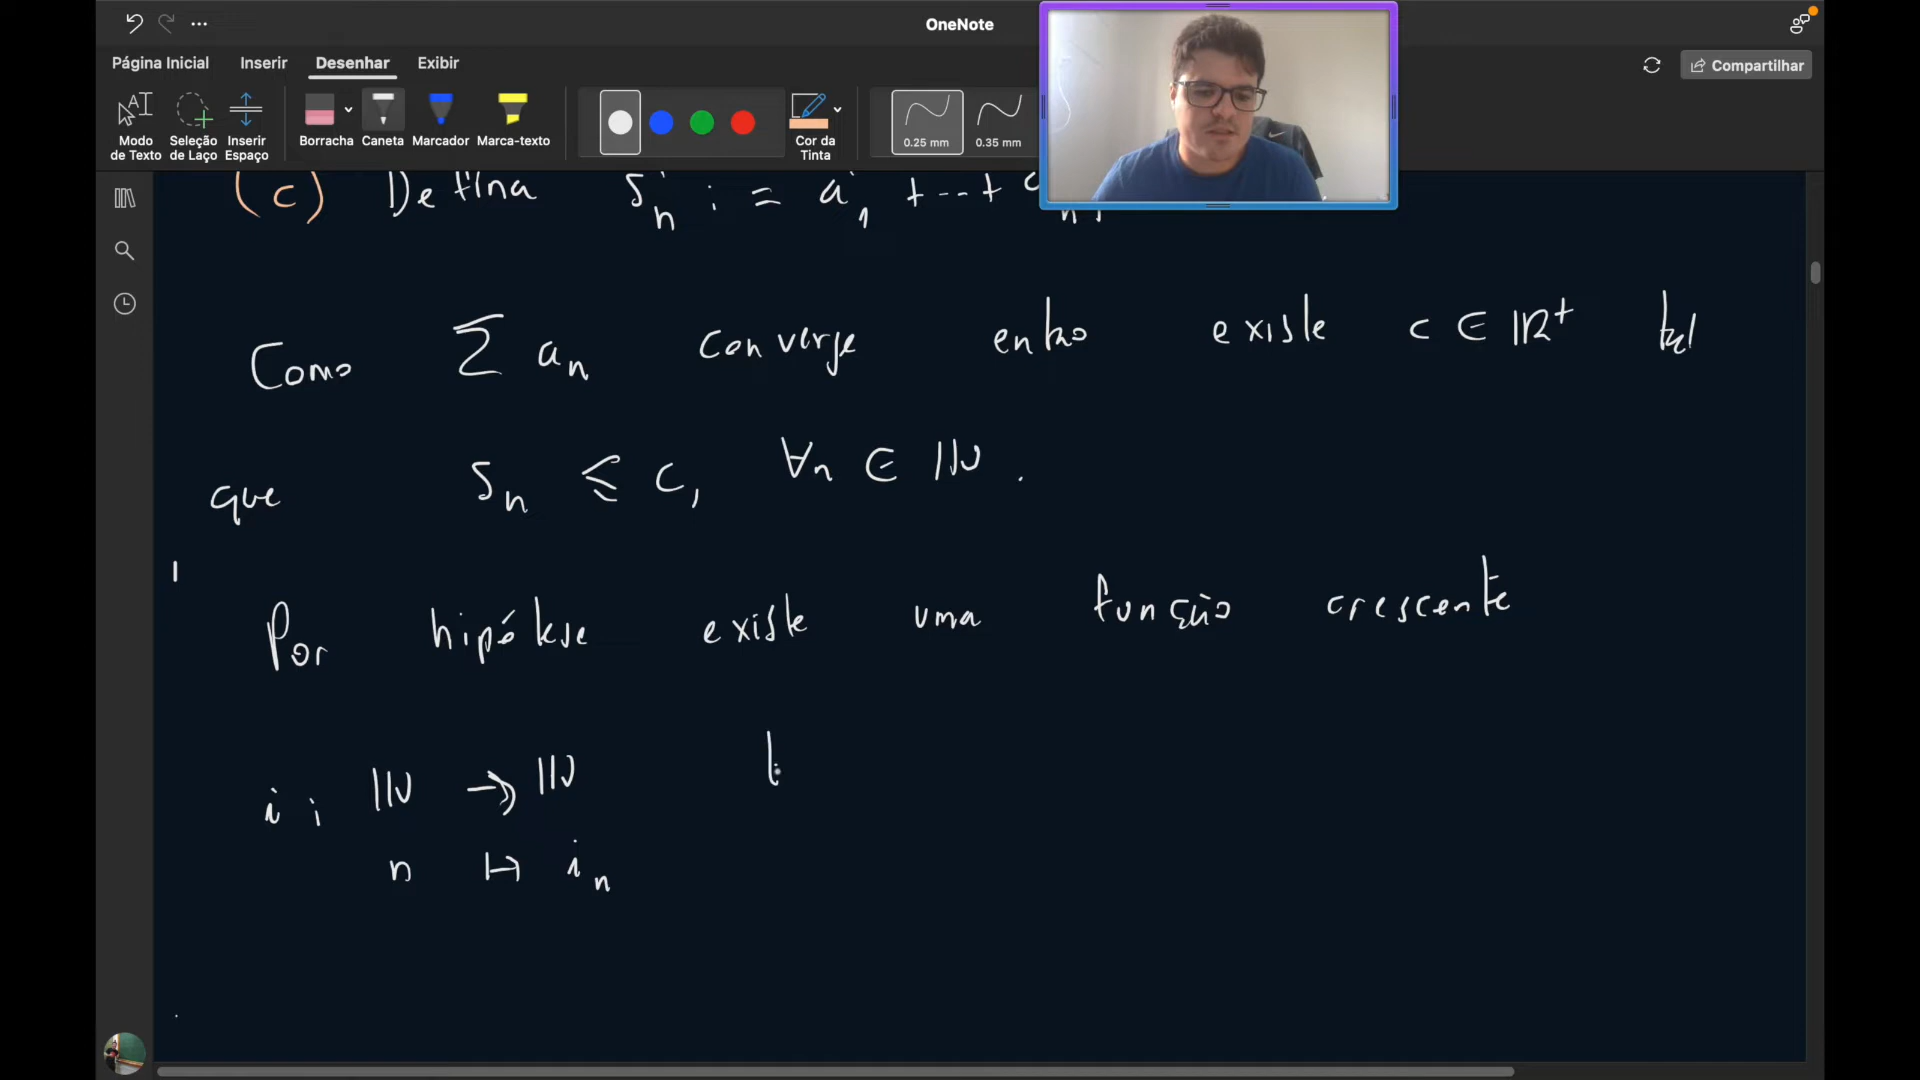 OneNote
Página Inicial Inserir Desenhar Exibir
Compartilhar
Modo de Texto Seleção de Laço Inserir Espaço Borracha Caneta Marcador Marca-texto Cor da Tinta 0.25 mm 0.35 mm
(c) Defina Sn := a1 + ... +
Como ∑ an converge então existe c ∈ ℝ+ tal
que Sn ≤ c, ∀n ∈ ℕ.
Por hipótese existe uma função crescente
i : ℕ → ℕ
n ↦ in